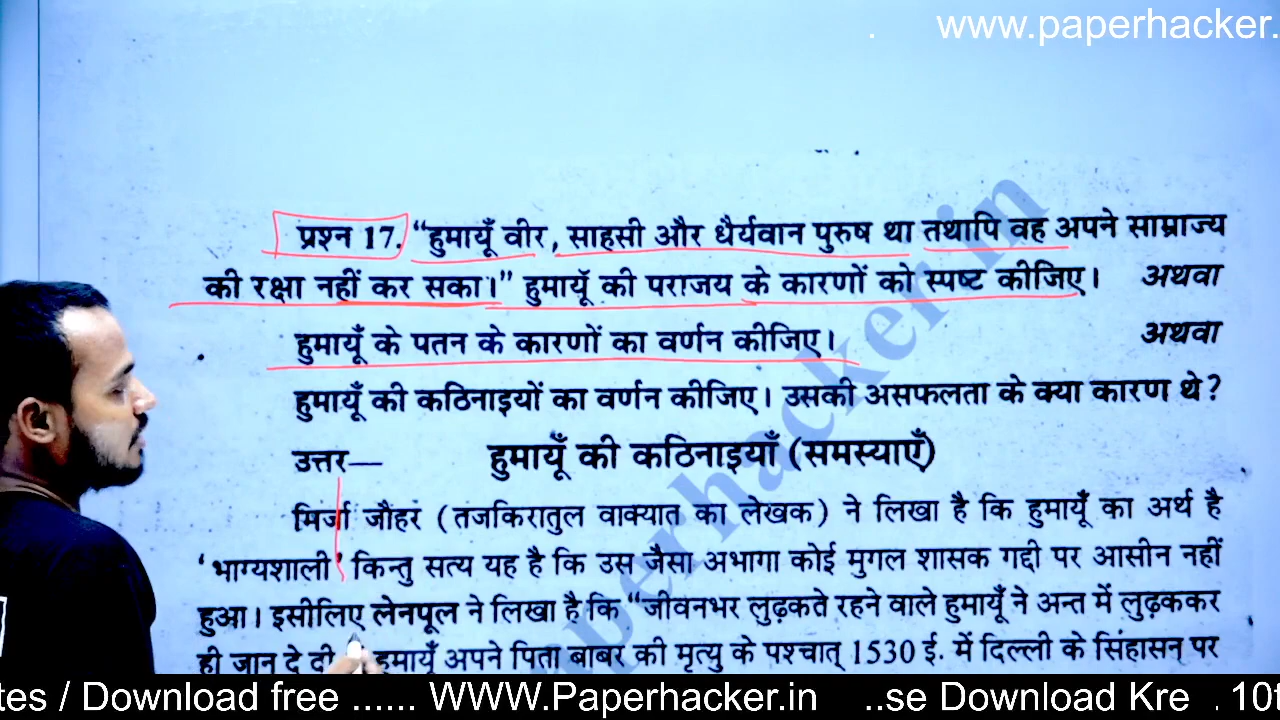 . www.paperhacker.
प्रश्न 17. “हुमायूँ वीर, साहसी और धैर्यवान पुरुष था तथापि वह अपने साम्राज्य
की रक्षा नहीं कर सका।” हुमायूँ की पराजय के कारणों को स्पष्ट कीजिए। अथवा
हुमायूँ के पतन के कारणों का वर्णन कीजिए। अथवा
हुमायूँ की कठिनाइयों का वर्णन कीजिए। उसकी असफलता के क्या कारण थे?
उत्तर— हुमायूँ की कठिनाइयाँ (समस्याएँ)
मिर्जा जौहर (तजकिरातुल वाक्यात का लेखक) ने लिखा है कि हुमायूँ का अर्थ है
‘भाग्यशाली’ किन्तु सत्य यह है कि उस जैसा अभागा कोई मुगल शासक गद्दी पर आसीन नहीं
हुआ। इसीलिए लेनपूल ने लिखा है कि “जीवनभर लुढ़कते रहने वाले हुमायूँ ने अन्त में लुढ़ककर
ही जान दे दी हुमायूँ अपने पिता बाबर की मृत्यु के पश्चात् 1530 ई. में दिल्ली के सिंहासन पर
paperhacker.in
tes / Download free ...... WWW.Paperhacker.in ..se Download Kre . 10t